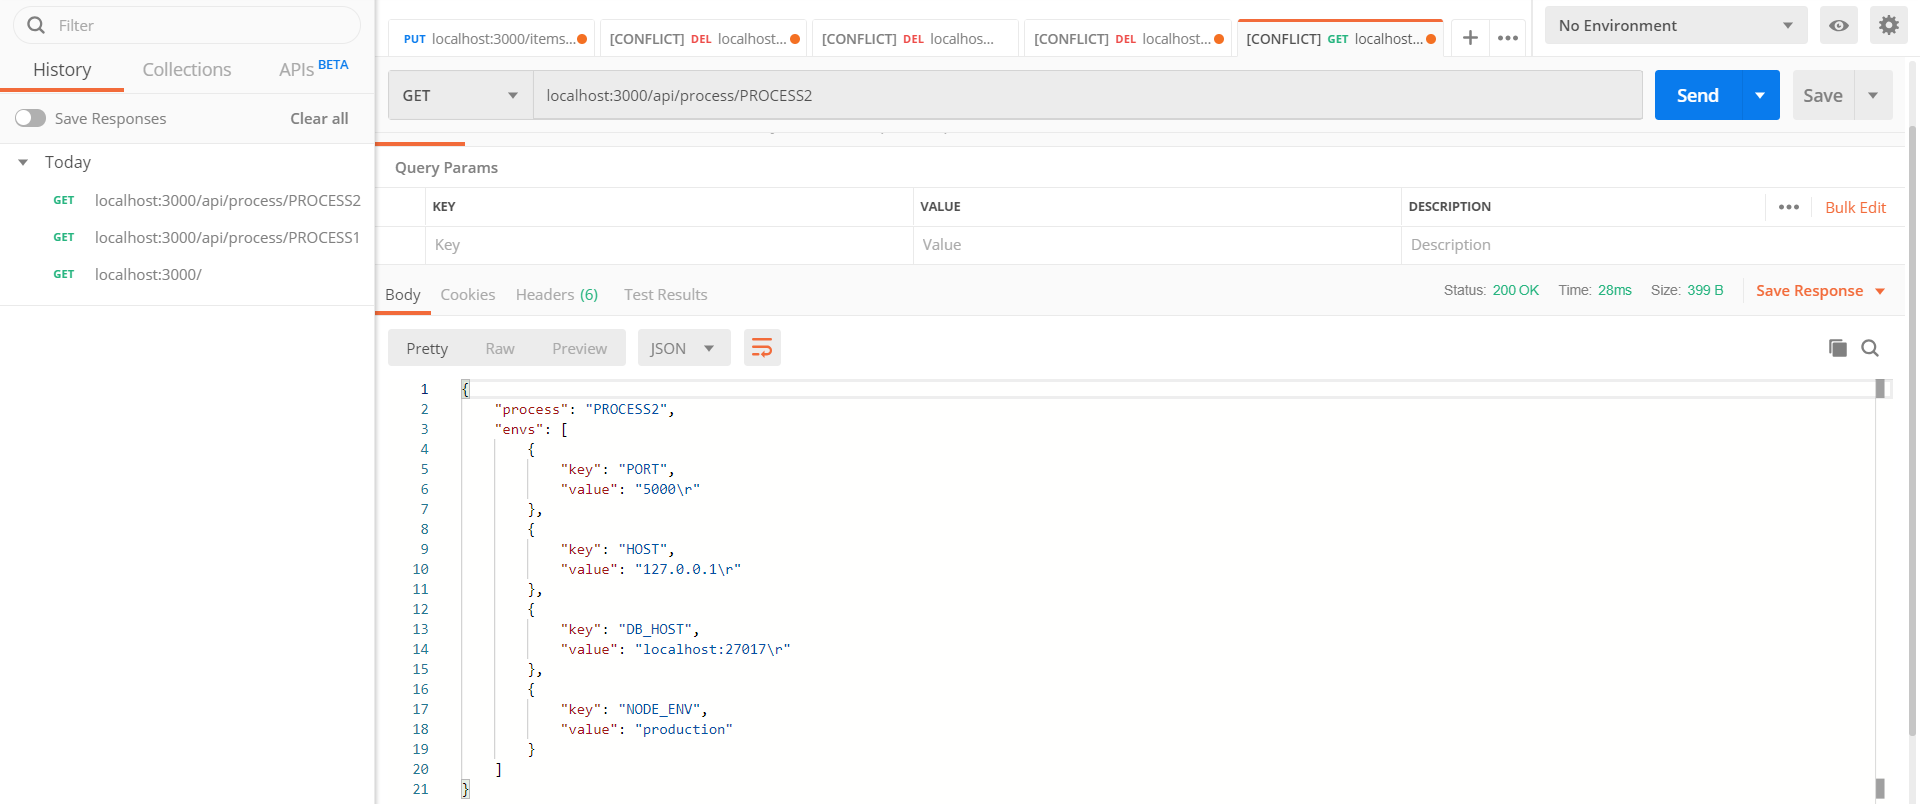 Filter
History Collections APIs BETA
Save Responses Clear all
Today
GET localhost:3000/api/process/PROCESS2
GET localhost:3000/api/process/PROCESS1
GET localhost:3000/
PUT localhost:3000/items... [CONFLICT] DEL localhost... [CONFLICT] DEL localhos... [CONFLICT] DEL localhost... [CONFLICT] GET localhost...
No Environment
GET localhost:3000/api/process/PROCESS2 Send Save
Query Params
KEY VALUE DESCRIPTION Bulk Edit
Key Value Description
Body Cookies Headers (6) Test Results Status: 200 OK Time: 28ms Size: 399 B Save Response
Pretty Raw Preview JSON
1 {
2 "process": "PROCESS2",
3 "envs": [
4 {
5 "key": "PORT",
6 "value": "5000\r"
7 },
8 {
9 "key": "HOST",
10 "value": "127.0.0.1\r"
11 },
12 {
13 "key": "DB_HOST",
14 "value": "localhost:27017\r"
15 },
16 {
17 "key": "NODE_ENV",
18 "value": "production"
19 }
20 ]
21 }